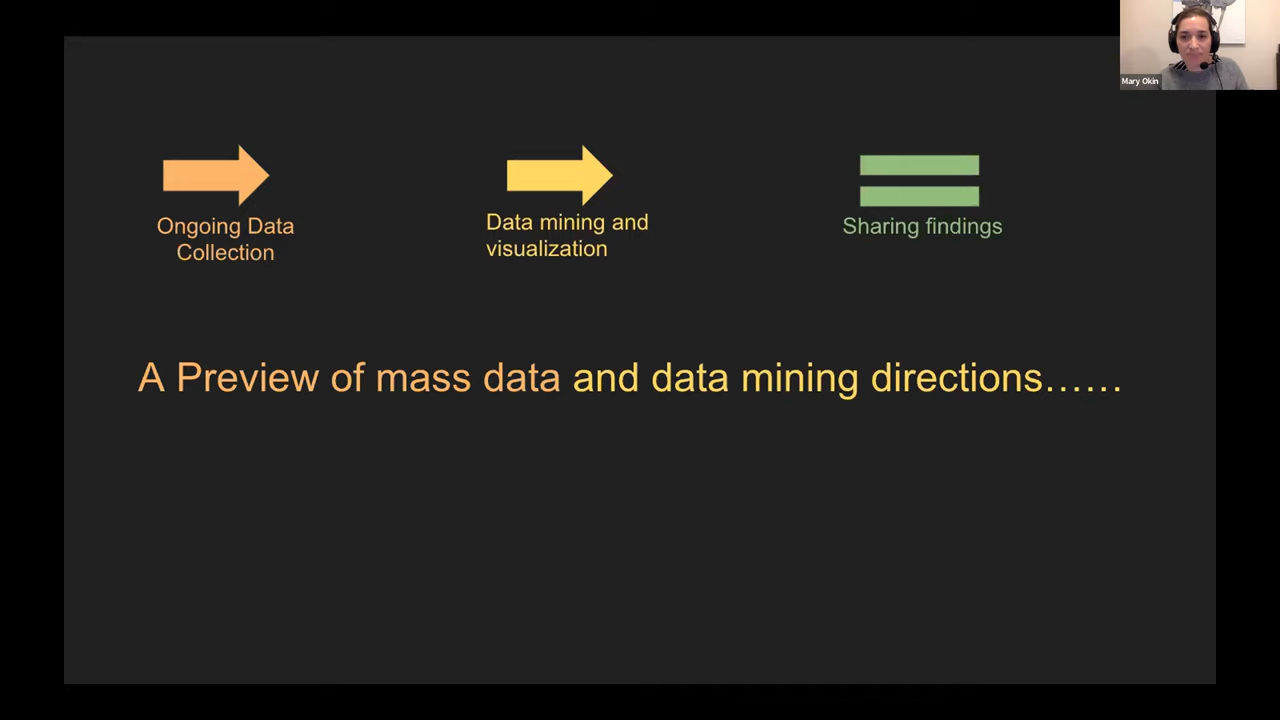 Mary Okin
Ongoing Data
Collection
Data mining and
visualization
Sharing findings
A Preview of mass data and data mining directions……